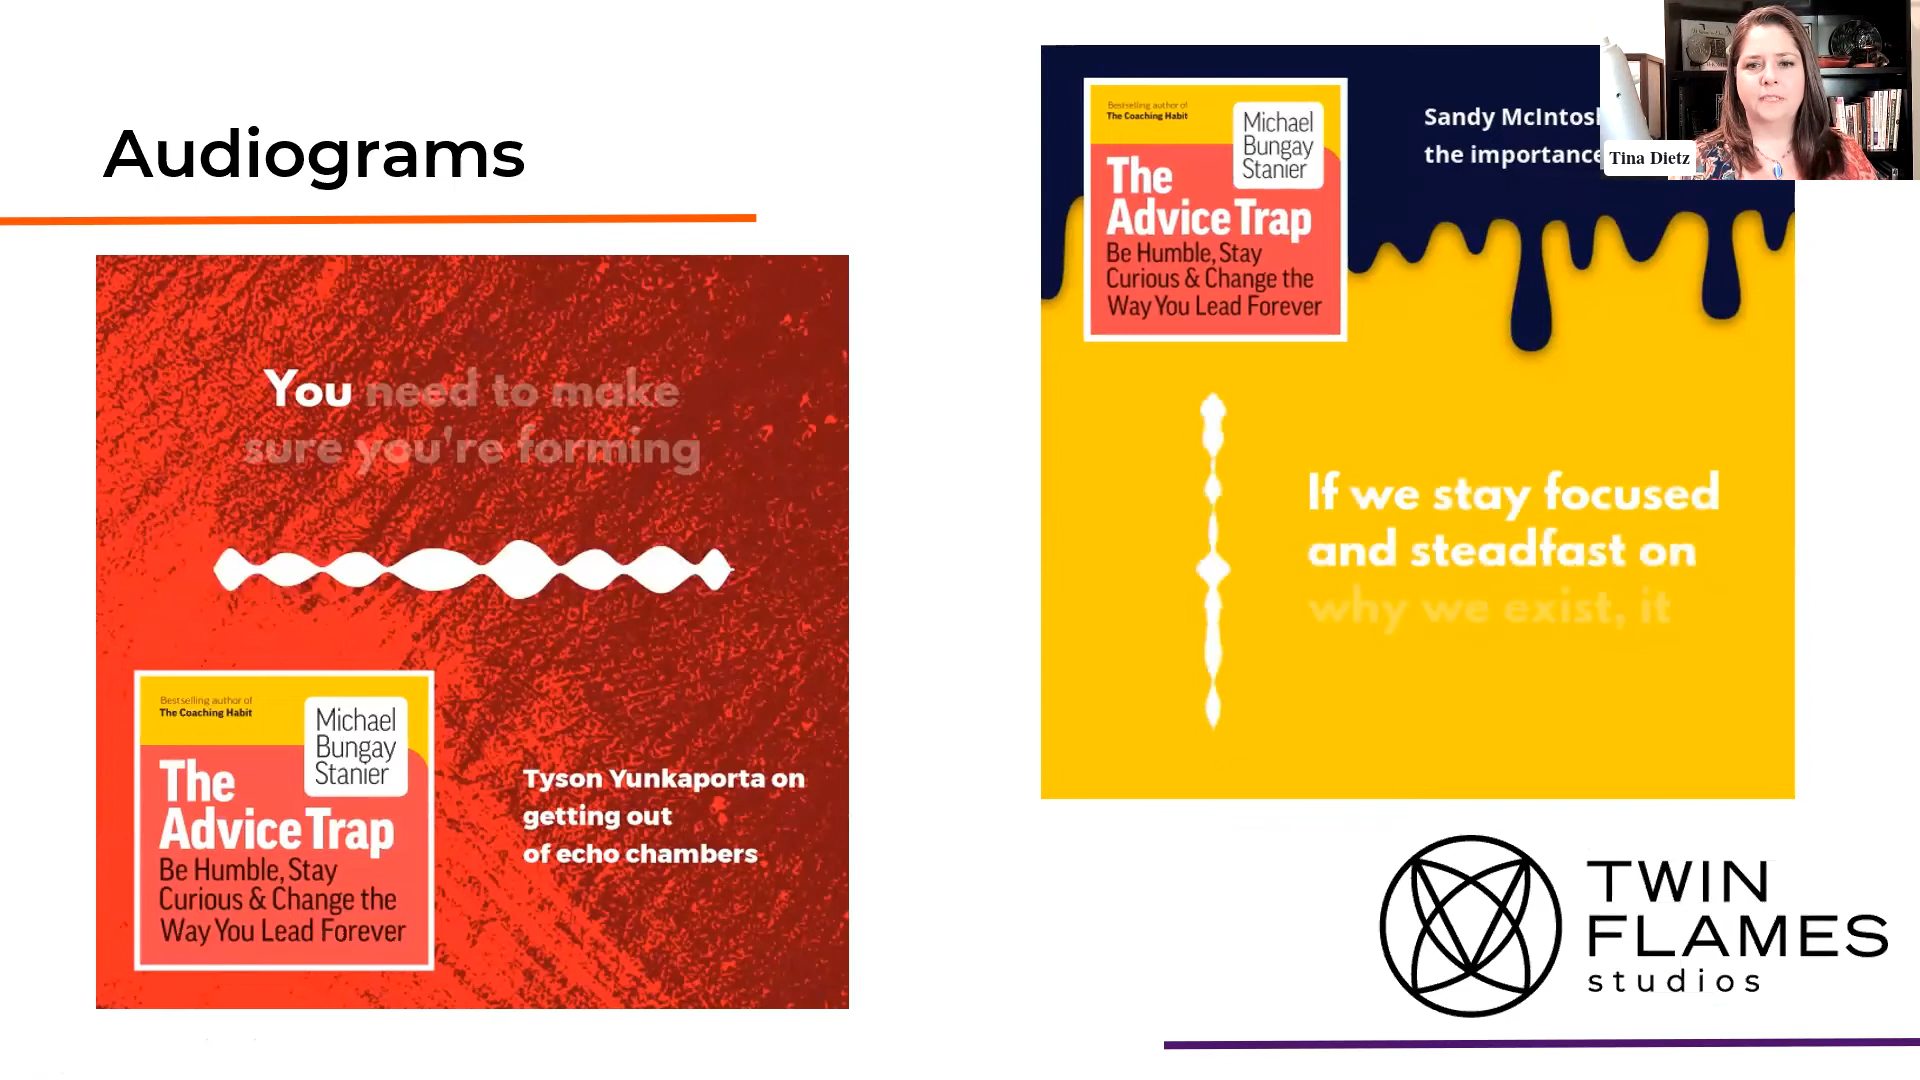 Audiograms
You need to make
sure you're forming
Bestselling author of
The Coaching Habit
Michael
Bungay
Stanier
The
Advice Trap
Be Humble, Stay
Curious & Change the
Way You Lead Forever
Tyson Yunkaporta on
getting out
of echo chambers
Bestselling author of
The Coaching Habit
Michael
Bungay
Stanier
The
Advice Trap
Be Humble, Stay
Curious & Change the
Way You Lead Forever
Sandy McIntosh
the importance
Tina Dietz
If we stay focused
and steadfast on
why we exist, it
TWIN
FLAMES
studios